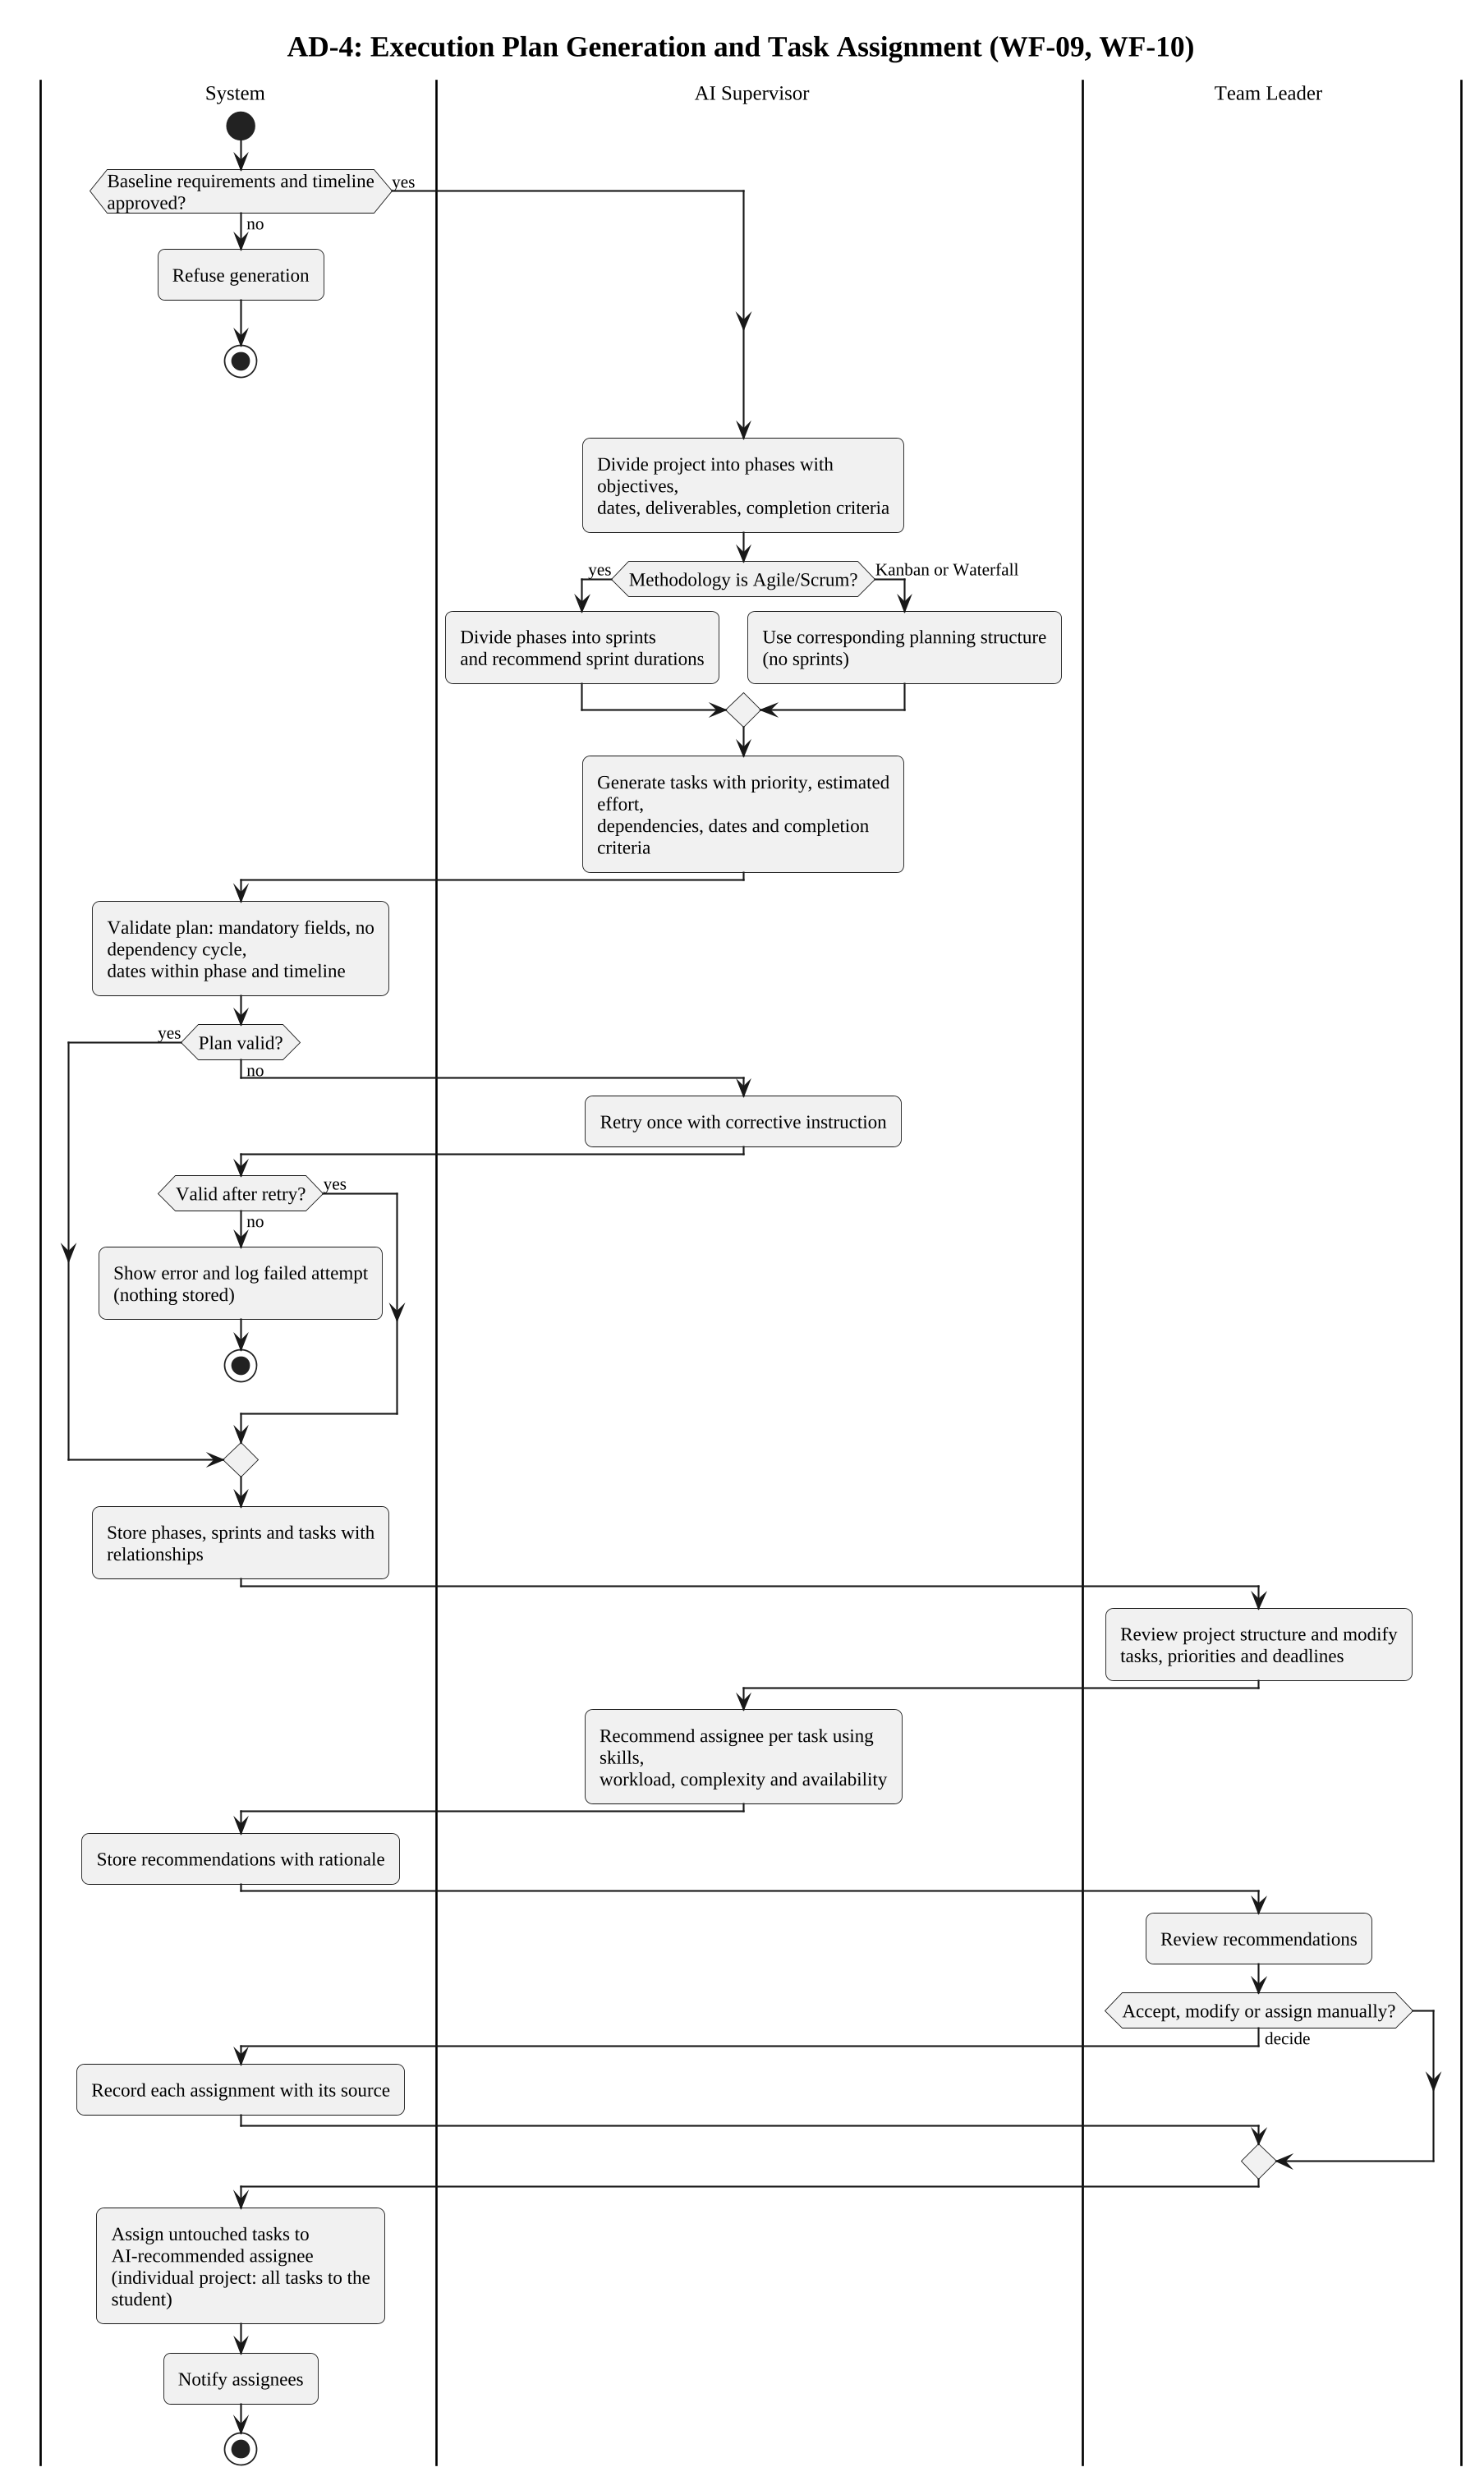 AD-4: Execution Plan Generation and Task Assignment (WF-09, WF-10)
System
AI Supervisor
Team Leader
Baseline requirements and timeline
approved?
yes
no
Refuse generation
Divide project into phases with
objectives,
dates, deliverables, completion criteria
yes
Methodology is Agile/Scrum?
Kanban or Waterfall
Divide phases into sprints
and recommend sprint durations
Use corresponding planning structure
(no sprints)
Generate tasks with priority, estimated
effort,
dependencies, dates and completion
criteria
Validate plan: mandatory fields, no
dependency cycle,
dates within phase and timeline
yes
Plan valid?
no
Retry once with corrective instruction
Valid after retry?
yes
no
Show error and log failed attempt
(nothing stored)
Store phases, sprints and tasks with
relationships
Review project structure and modify
tasks, priorities and deadlines
Recommend assignee per task using
skills,
workload, complexity and availability
Store recommendations with rationale
Review recommendations
Accept, modify or assign manually?
decide
Record each assignment with its source
Assign untouched tasks to
AI-recommended assignee
(individual project: all tasks to the
student)
Notify assignees